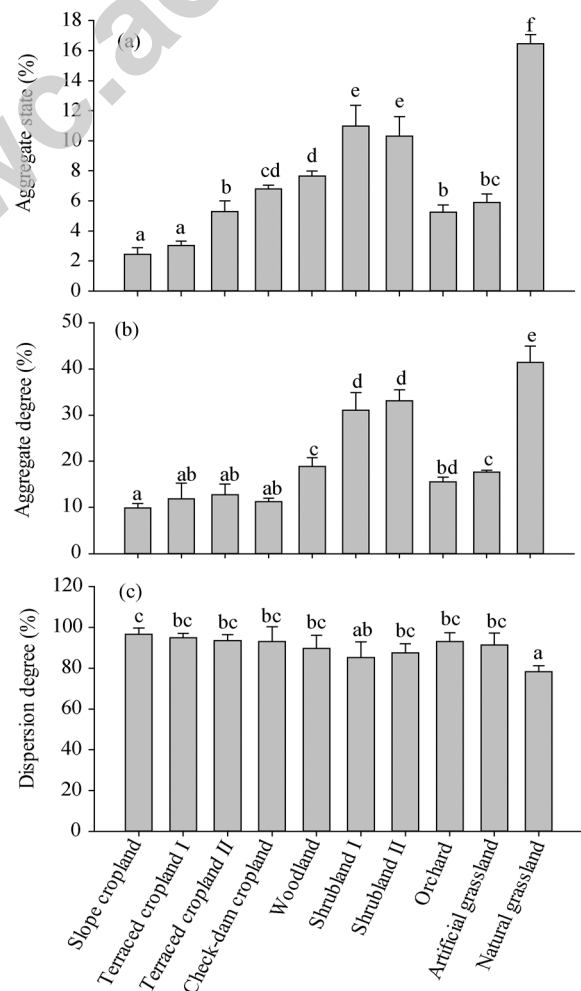 wc.ac
18
16
14
12
10
8
6
4
2
0
Aggregate state (%)
(a)
a
a
b
cd
d
e
e
b
bc
f
50
40
30
20
10
0
Aggregate degree (%)
(b)
a
ab
ab
ab
c
d
d
bd
c
e
120
100
80
60
40
20
0
Dispersion degree (%)
(c)
c
bc
bc
bc
bc
ab
bc
bc
bc
a
Slope cropland
Terraced cropland I
Terraced cropland II
Check-dam cropland
Woodland
Shrubland I
Shrubland II
Orchard
Artificial grassland
Natural grassland